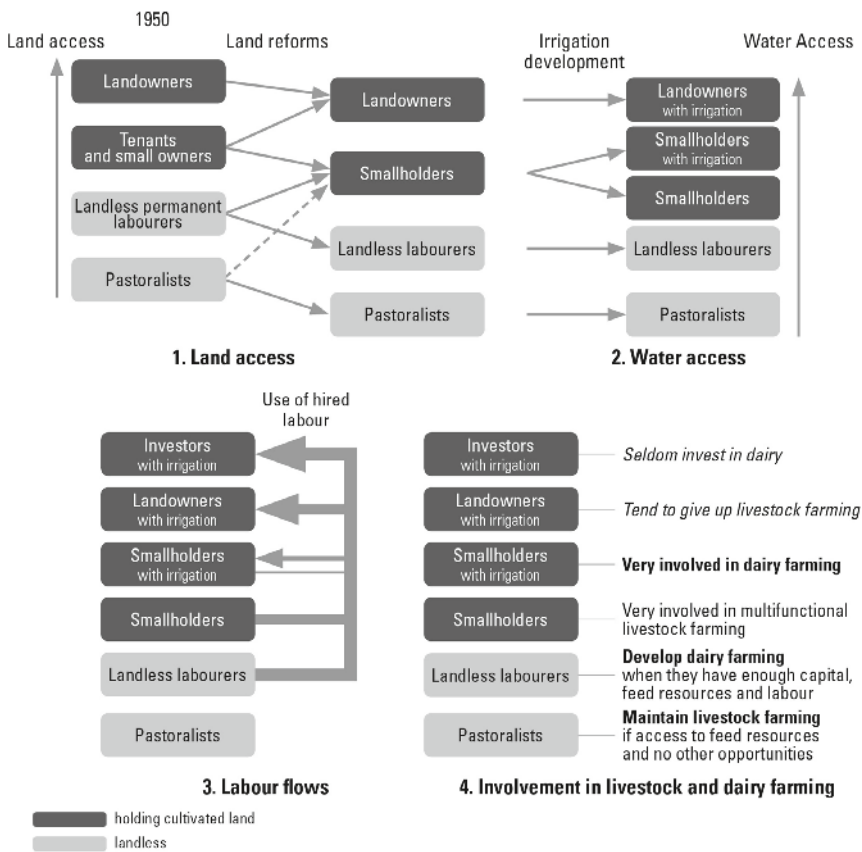 1950
Land access
Land reforms
Landowners
Tenants
and small owners
Landless permanent
labourers
Pastoralists
Landowners
Smallholders
Landless labourers
Pastoralists
1. Land access
Irrigation
development
Water Access
Landowners
with irrigation
Smallholders
with irrigation
Smallholders
Landless labourers
Pastoralists
2. Water access
Use of hired
labour
Investors
with irrigation
Landowners
with irrigation
Smallholders
with irrigation
Smallholders
Landless labourers
Pastoralists
3. Labour flows
Investors
with irrigation
Seldom invest in dairy
Landowners
with irrigation
Tend to give up livestock farming
Smallholders
with irrigation
Very involved in dairy farming
Smallholders
Very involved in multifunctional
livestock farming
Landless labourers
Develop dairy farming
when they have enough capital,
feed resources and labour
Pastoralists
Maintain livestock farming
if access to feed resources
and no other opportunities
4. Involvement in livestock and dairy farming
holding cultivated land
landless